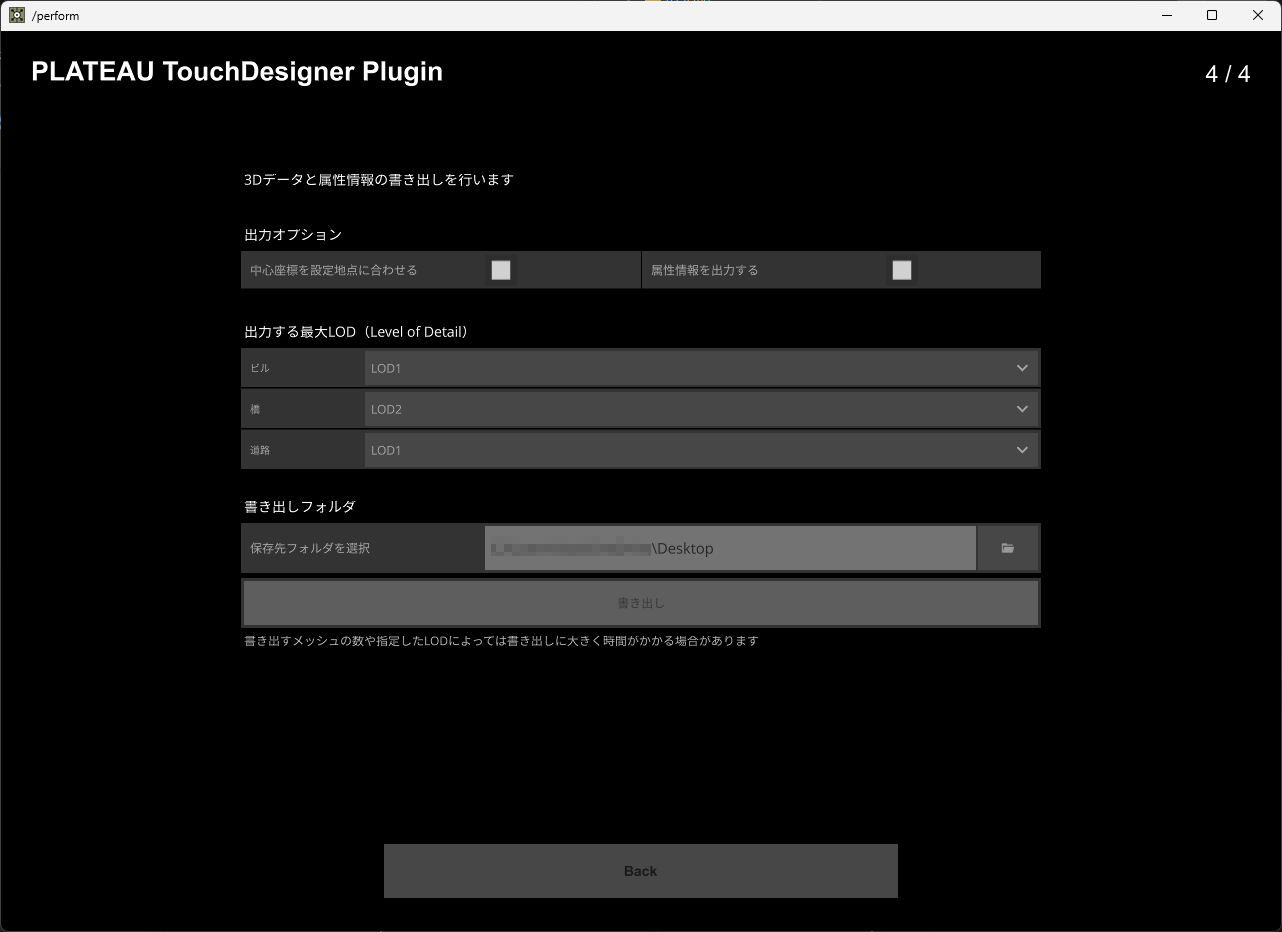 /perform
PLATEAU TouchDesigner Plugin
4 / 4
3Dデータと属性情報の書き出しを行います
出力オプション
中心座標を設定地点に合わせる 属性情報を出力する
出力する最大LOD（Level of Detail）
ビル LOD1
橋 LOD2
道路 LOD1
書き出しフォルダ
保存先フォルダを選択 \Desktop
書き出し
書き出すメッシュの数や指定したLODによっては書き出しに大きく時間がかかる場合があります
Back